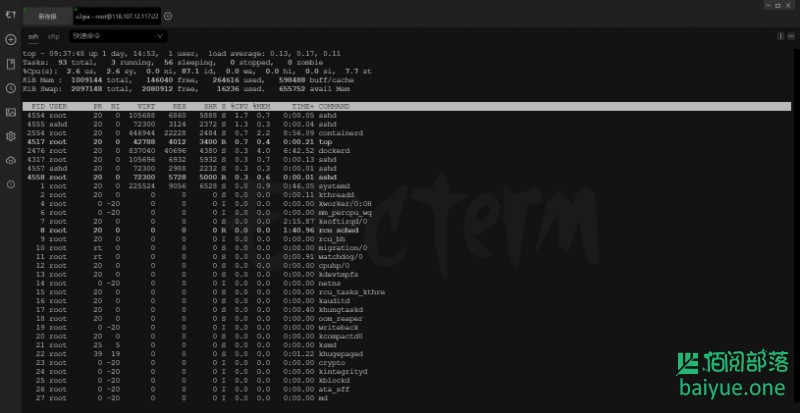 新连接
c2gia - root@118.107.12.117:22
ssh sftp 快速命令
top - 09:37:48 up 1 day, 14:53, 1 user, load average: 0.13, 0.17, 0.11
Tasks: 93 total, 3 running, 56 sleeping, 0 stopped, 0 zombie
%Cpu(s): 2.6 us, 2.6 sy, 0.0 ni, 87.1 id, 0.0 wa, 0.0 hi, 0.0 si, 7.7 st
KiB Mem : 1009144 total, 146040 free, 264616 used, 598488 buff/cache
KiB Swap: 2097148 total, 2080912 free, 16236 used. 655752 avail Mem
PID USER PR NI VIRT RES SHR S %CPU %MEM TIME+ COMMAND
4554 root 20 0 105688 6860 5888 S 1.7 0.7 0:00.05 sshd
4555 sshd 20 0 72300 3124 2372 S 1.3 0.3 0:00.04 sshd
2554 root 20 0 446944 22228 2484 S 0.7 2.2 8:56.09 containerd
4517 root 20 0 42788 4012 3400 R 0.7 0.4 0:00.21 top
2476 root 20 0 837040 40696 4380 S 0.3 4.0 6:42.52 dockerd
4317 root 20 0 105696 6932 5932 S 0.3 0.7 0:00.13 sshd
4557 sshd 20 0 72300 2988 2232 S 0.3 0.3 0:00.01 sshd
4558 root 20 0 72300 5728 5000 R 0.3 0.6 0:00.01 sshd
1 root 20 0 225524 9056 6528 S 0.0 0.9 0:46.05 systemd
2 root 20 0 0 0 0 S 0.0 0.0 0:00.11 kthreadd
4 root 0 -20 0 0 0 I 0.0 0.0 0:00.00 kworker/0:0H
6 root 0 -20 0 0 0 I 0.0 0.0 0:00.00 mm_percpu_wq
7 root 20 0 0 0 0 S 0.0 0.0 2:15.87 ksoftirqd/0
8 root 20 0 0 0 0 R 0.0 0.0 1:40.96 rcu_sched
9 root 20 0 0 0 0 I 0.0 0.0 0:00.00 rcu_bh
10 root rt 0 0 0 0 S 0.0 0.0 0:00.00 migration/0
11 root rt 0 0 0 0 S 0.0 0.0 0:00.91 watchdog/0
12 root 20 0 0 0 0 S 0.0 0.0 0:00.00 cpuhp/0
13 root 20 0 0 0 0 S 0.0 0.0 0:00.00 kdevtmpfs
14 root 0 -20 0 0 0 I 0.0 0.0 0:00.00 netns
15 root 20 0 0 0 0 S 0.0 0.0 0:00.00 rcu_tasks_kthre
16 root 20 0 0 0 0 S 0.0 0.0 0:00.00 kauditd
17 root 20 0 0 0 0 S 0.0 0.0 0:00.40 khungtaskd
18 root 20 0 0 0 0 S 0.0 0.0 0:00.00 oom_reaper
19 root 0 -20 0 0 0 I 0.0 0.0 0:00.00 writeback
20 root 20 0 0 0 0 S 0.0 0.0 0:00.00 kcompactd0
21 root 25 5 0 0 0 S 0.0 0.0 0:00.00 ksmd
22 root 39 19 0 0 0 S 0.0 0.0 0:01.22 khugepaged
23 root 0 -20 0 0 0 I 0.0 0.0 0:00.00 crypto
24 root 0 -20 0 0 0 I 0.0 0.0 0:00.00 kintegrityd
25 root 0 -20 0 0 0 I 0.0 0.0 0:00.00 kblockd
26 root 0 -20 0 0 0 I 0.0 0.0 0:00.00 ata_sff
27 root 0 -20 0 0 0 I 0.0 0.0 0:00.00 md
佰阅部落
baiyue.one